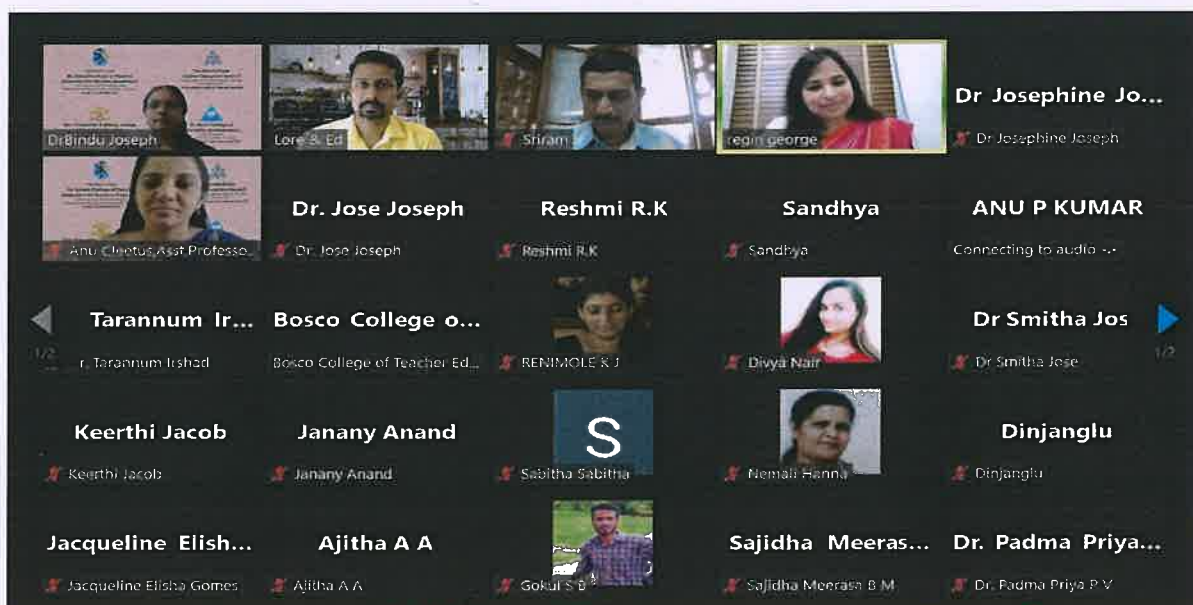 DrBindu Joseph
Lore & Ed
Sriram
regin george
Dr Josephine Jo...
Dr Josephine Joseph
Anu Cleetus Asst Professo...
Dr. Jose Joseph
Dr. Jose Joseph
Reshmi R.K
Reshmi R.K
Sandhya
Sandhya
ANU P KUMAR
Connecting to audio ...
1/2
Tarannum Ir...
r. Tarannum Irshad
Bosco College o...
Bosco College of Teacher Ed...
RENIMOLE K J
Divya Nair
Dr Smitha Jos
Dr Smitha Jose
1/2
Keerthi Jacob
Keerthi Jacob
Janany Anand
Janany Anand
S
Sabitha Sabitha
Nemali Hanna
Dinjanglu
Dinjanglu
Jacqueline Elish...
Jacqueline Elisha Gomes
Ajitha A A
Ajitha A A
Gokul S B
Sajidha Meeras...
Sajidha Meerasa B M
Dr. Padma Priya...
Dr. Padma Priya P V